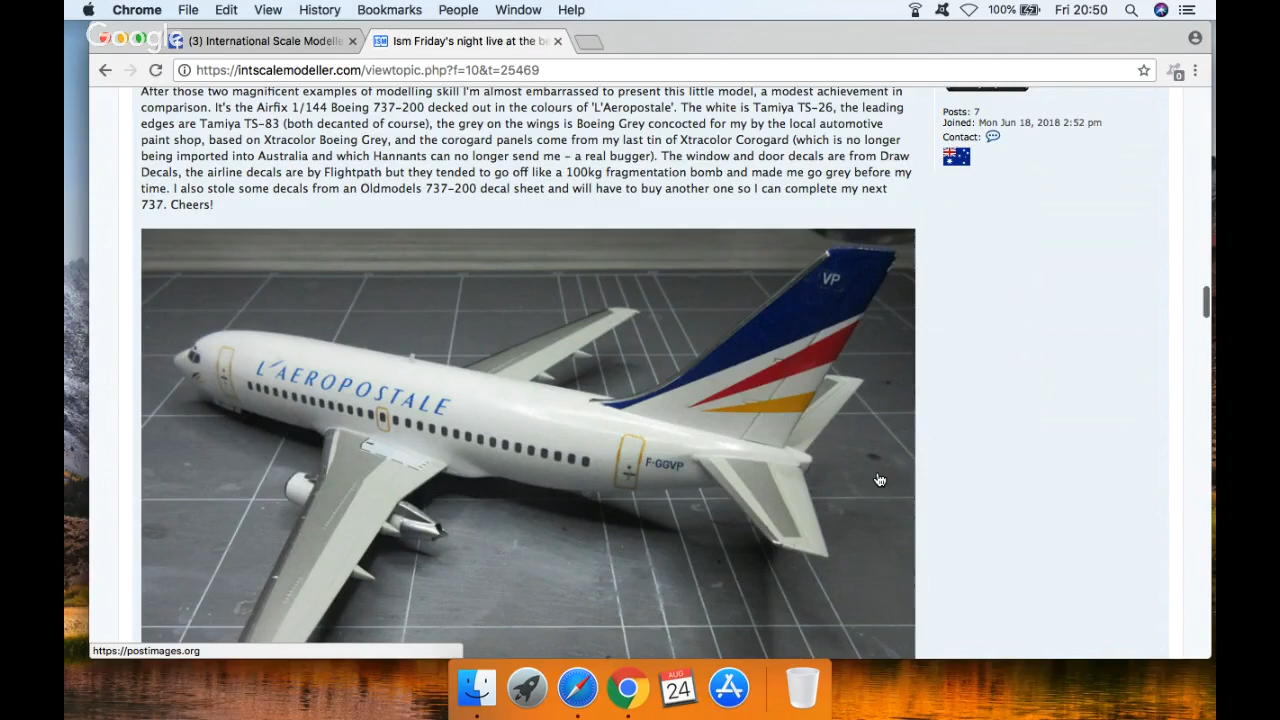 Chrome File Edit View History Bookmarks People Window Help 100% Fri 20:50
Google
(3) International Scale Modelle
Ism Friday's night live at the be
https://intscalemodeller.com/viewtopic.php?f=10&t=25469
0
After those two magnificent examples of modelling skill I'm almost embarrassed to present this little model, a modest achievement in
comparison. It's the Airfix 1/144 Boeing 737-200 decked out in the colours of 'L'Aeropostale'. The white is Tamiya TS-26, the leading
edges are Tamiya TS-83 (both decanted of course), the grey on the wings is Boeing Grey concocted for my by the local automotive
paint shop, based on Xtracolor Boeing Grey, and the corogard panels come from my last tin of Xtracolor Corogard (which is no longer
being imported into Australia and which Hannants can no longer send me - a real bugger). The window and door decals are from Draw
Decals, the airline decals are by Flightpath but they tended to go off like a 100kg fragmentation bomb and made me go grey before my
time. I also stole some decals from an Oldmodels 737-200 decal sheet and will have to buy another one so I can complete my next
737. Cheers!
Posts: 7
Joined: Mon Jun 18, 2018 2:52 pm
Contact:
VP
L'AEROPOSTALE
F-GGVP
https://postimages.org
AUG
24